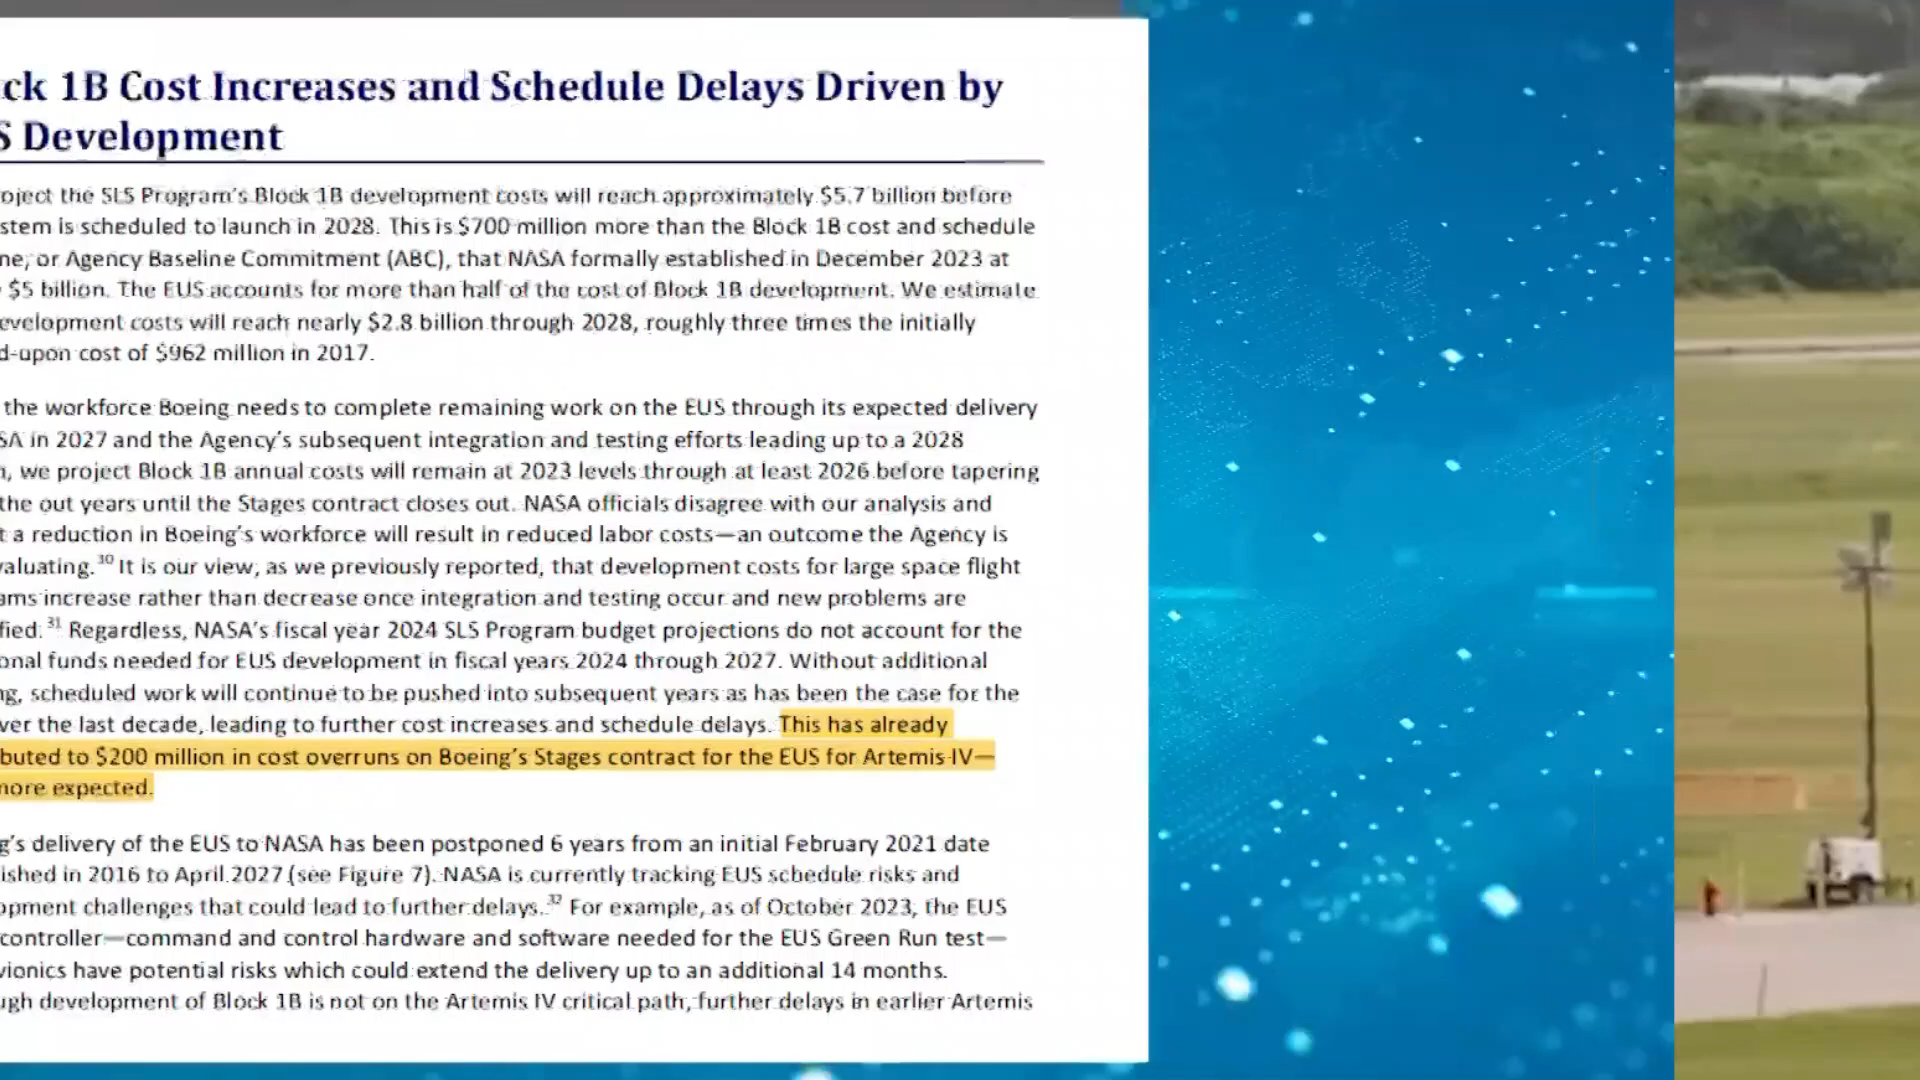 ck 1B Cost Increases and Schedule Delays Driven by
S Development
oject the SLS Program's Block 1B development costs will reach approximately $5.7 billion before
stem is scheduled to launch in 2028. This is $700 million more than the Block 1B cost and schedule
ne, or Agency Baseline Commitment (ABC), that NASA formally established in December 2023 at
$5 billion. The EUS accounts for more than half of the cost of Block 1B development. We estimate
evelopment costs will reach nearly $2.8 billion through 2028, roughly three times the initially
d-upon cost of $962 million in 2017.
the workforce Boeing needs to complete remaining work on the EUS through its expected delivery
SA in 2027 and the Agency's subsequent integration and testing efforts leading up to a 2028
h, we project Block 1B annual costs will remain at 2023 levels through at least 2026 before tapering
the out years until the Stages contract closes out. NASA officials disagree with our analysis and
t a reduction in Boeing's workforce will result in reduced labor costs—an outcome the Agency is
valuating.30 It is our view, as we previously reported, that development costs for large space flight
ams increase rather than decrease once integration and testing occur and new problems are
fied.31 Regardless, NASA's fiscal year 2024 SLS Program budget projections do not account for the
onal funds needed for EUS development in fiscal years 2024 through 2027. Without additional
ng, scheduled work will continue to be pushed into subsequent years as has been the case for the
ver the last decade, leading to further cost increases and schedule delays. This has already
buted to $200 million in cost overruns on Boeing's Stages contract for the EUS for Artemis IV—
more expected.
g's delivery of the EUS to NASA has been postponed 6 years from an initial February 2021 date
ished in 2016 to April 2027 (see Figure 7). NASA is currently tracking EUS schedule risks and
opment challenges that could lead to further delays.32 For example, as of October 2023, the EUS
controller—command and control hardware and software needed for the EUS Green Run test—
vionics have potential risks which could extend the delivery up to an additional 14 months.
ugh development of Block 1B is not on the Artemis IV critical path, further delays in earlier Artemis